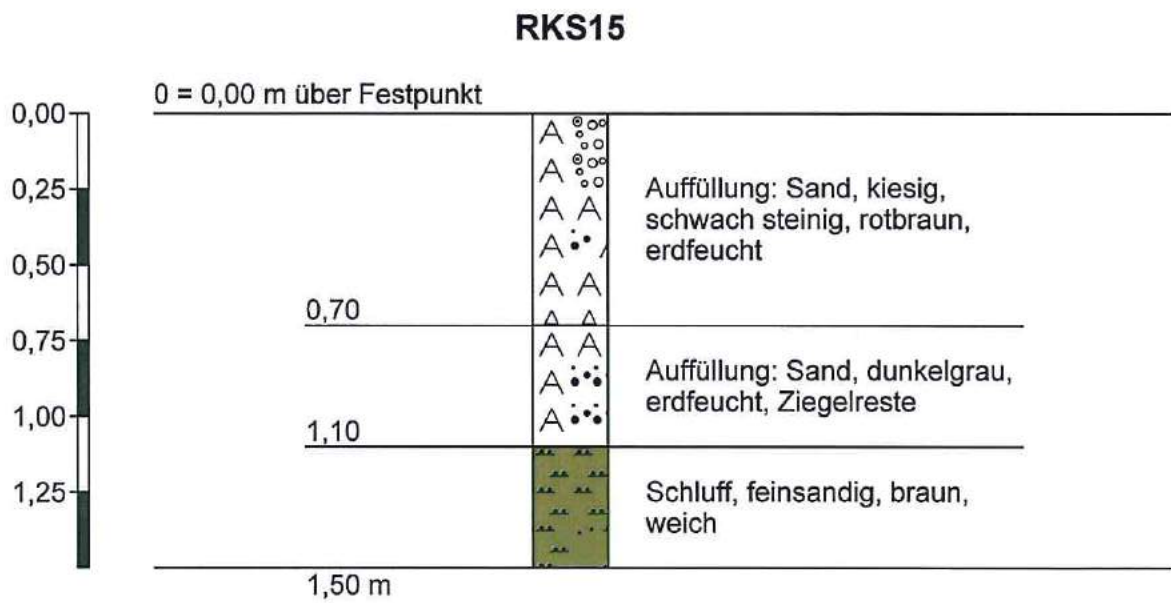 RKS15
0 = 0,00 m über Festpunkt
0,00
0,25
0,50
0,75
1,00
1,25
Auffüllung: Sand, kiesig,
schwach steinig, rotbraun,
erdfeucht
0,70
Auffüllung: Sand, dunkelgrau,
erdfeucht, Ziegelreste
1,10
Schluff, feinsandig, braun,
weich
1,50 m